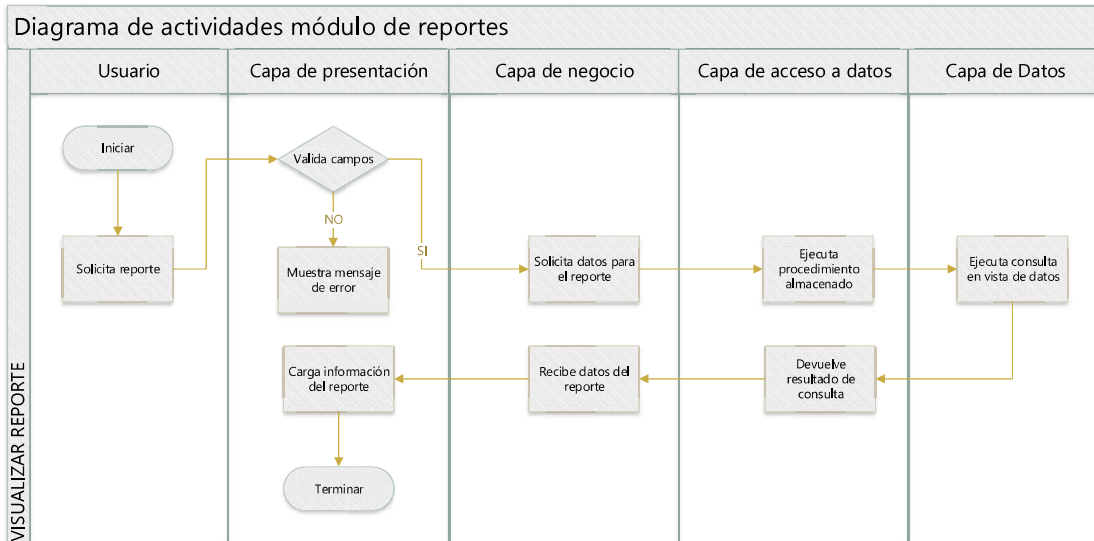 Diagrama de actividades módulo de reportes
Usuario
Capa de presentación
Capa de negocio
Capa de acceso a datos
Capa de Datos
VISUALIZAR REPORTE
Iniciar
Solicita reporte
Valida campos
NO
SI
Muestra mensaje
de error
Solicita datos para
el reporte
Ejecuta
procedimiento
almacenado
Ejecuta consulta
en vista de datos
Devuelve
resultado de
consulta
Recibe datos del
reporte
Carga información
del reporte
Terminar